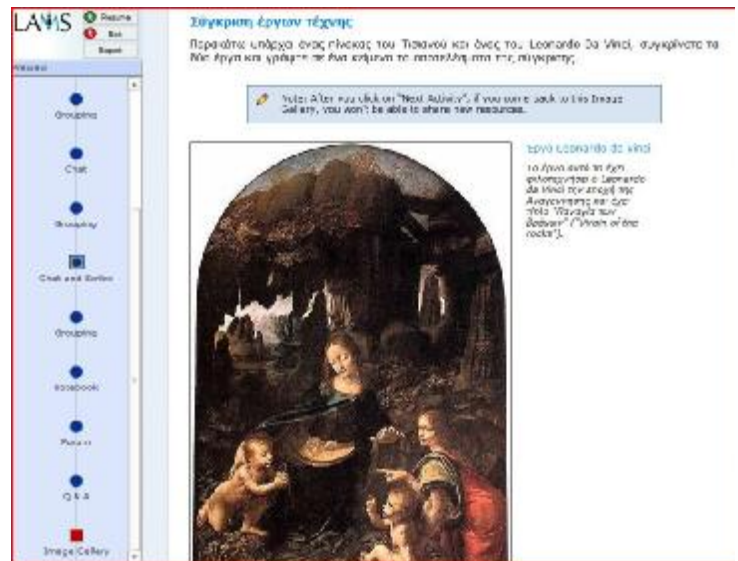 LAMS
Resume
Exit
Export
Σύγκριση έργων τέχνης
Παρακάτω υπάρχει ένας πίνακας του Τισιανού και ένας του Leonardo Da Vinci, συγκρίνετε τα
δύο έργα και γράψτε σε ένα κείμενο τα αποτελέσματα της σύγκρισης.
Note: After you click on "Next Activity", if you come back to this Image
Gallery, you won't be able to share new resources.
Grouping
Chat
Grouping
Chat and Scribe
Grouping
Notebook
Forum
Q & A
Image Gallery
Έργο Leonardo da Vinci
Το έργο αυτό το έχει
φιλοτεχνήσει ο Leonardo
da Vinci την εποχή της
Αναγέννησης και έχει
τίτλο "Παναγία των
Βράχων" ("Virgin of the
rocks").